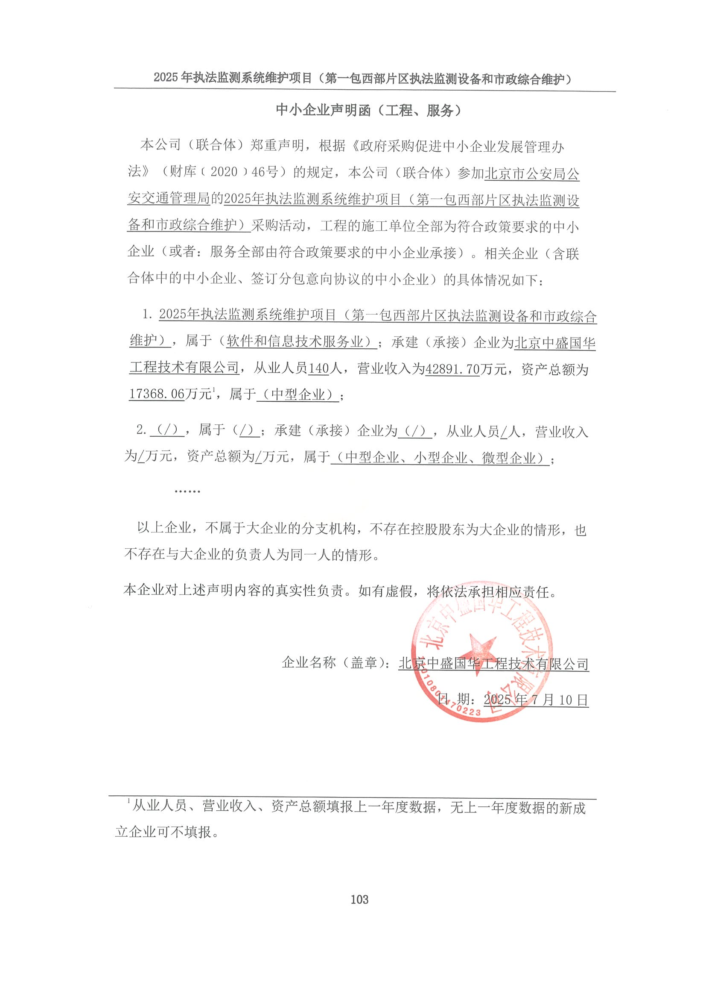 2025 年执法监测系统维护项目（第一包西部片区执法监测设备和市政综合维护）
中小企业声明函（工程、服务）
本公司（联合体）郑重声明，根据《政府采购促进中小企业发展管理办
法》（财库﹝2020﹞46号）的规定，本公司（联合体）参加北京市公安局公
安交通管理局的2025年执法监测系统维护项目（第一包西部片区执法监测设
备和市政综合维护）采购活动，工程的施工单位全部为符合政策要求的中小
企业（或者：服务全部由符合政策要求的中小企业承接）。相关企业（含联
合体中的中小企业、签订分包意向协议的中小企业）的具体情况如下：
1. 2025年执法监测系统维护项目（第一包西部片区执法监测设备和市政综合
维护），属于（软件和信息技术服务业）；承建（承接）企业为北京中盛国华
工程技术有限公司，从业人员140人，营业收入为42891.70万元，资产总额为
17368.06万元1，属于（中型企业）；
2.（/），属于（/）；承建（承接）企业为（/），从业人员/人，营业收入
为/万元，资产总额为/万元，属于（中型企业、小型企业、微型企业）；
……
以上企业，不属于大企业的分支机构，不存在控股股东为大企业的情形，也
不存在与大企业的负责人为同一人的情形。
本企业对上述声明内容的真实性负责。如有虚假，将依法承担相应责任。
北京中盛国华工程技术有限公司
企业名称（盖章）：北京中盛国华工程技术有限公司
日 期：2025 年 7 月 10 日
1101080147022​3
1从业人员、营业收入、资产总额填报上一年度数据，无上一年度数据的新成
立企业可不填报。
103